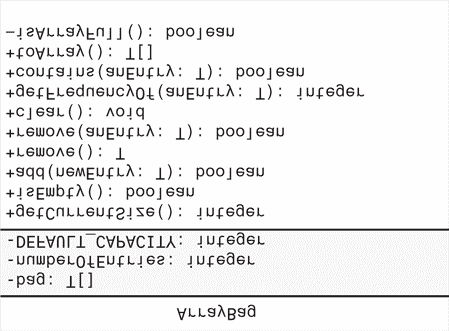 ArrayBag
-bag: T[]
-numberOfEntries: integer
-DEFAULT_CAPACITY: integer
+getCurrentSize(): integer
+isEmpty(): boolean
+add(newEntry: T): boolean
+remove(): T
+remove(anEntry: T): boolean
+clear(): void
+getFrequencyOf(anEntry: T): integer
+contains(anEntry: T): boolean
+toArray(): T[]
-isArrayFull(): boolean